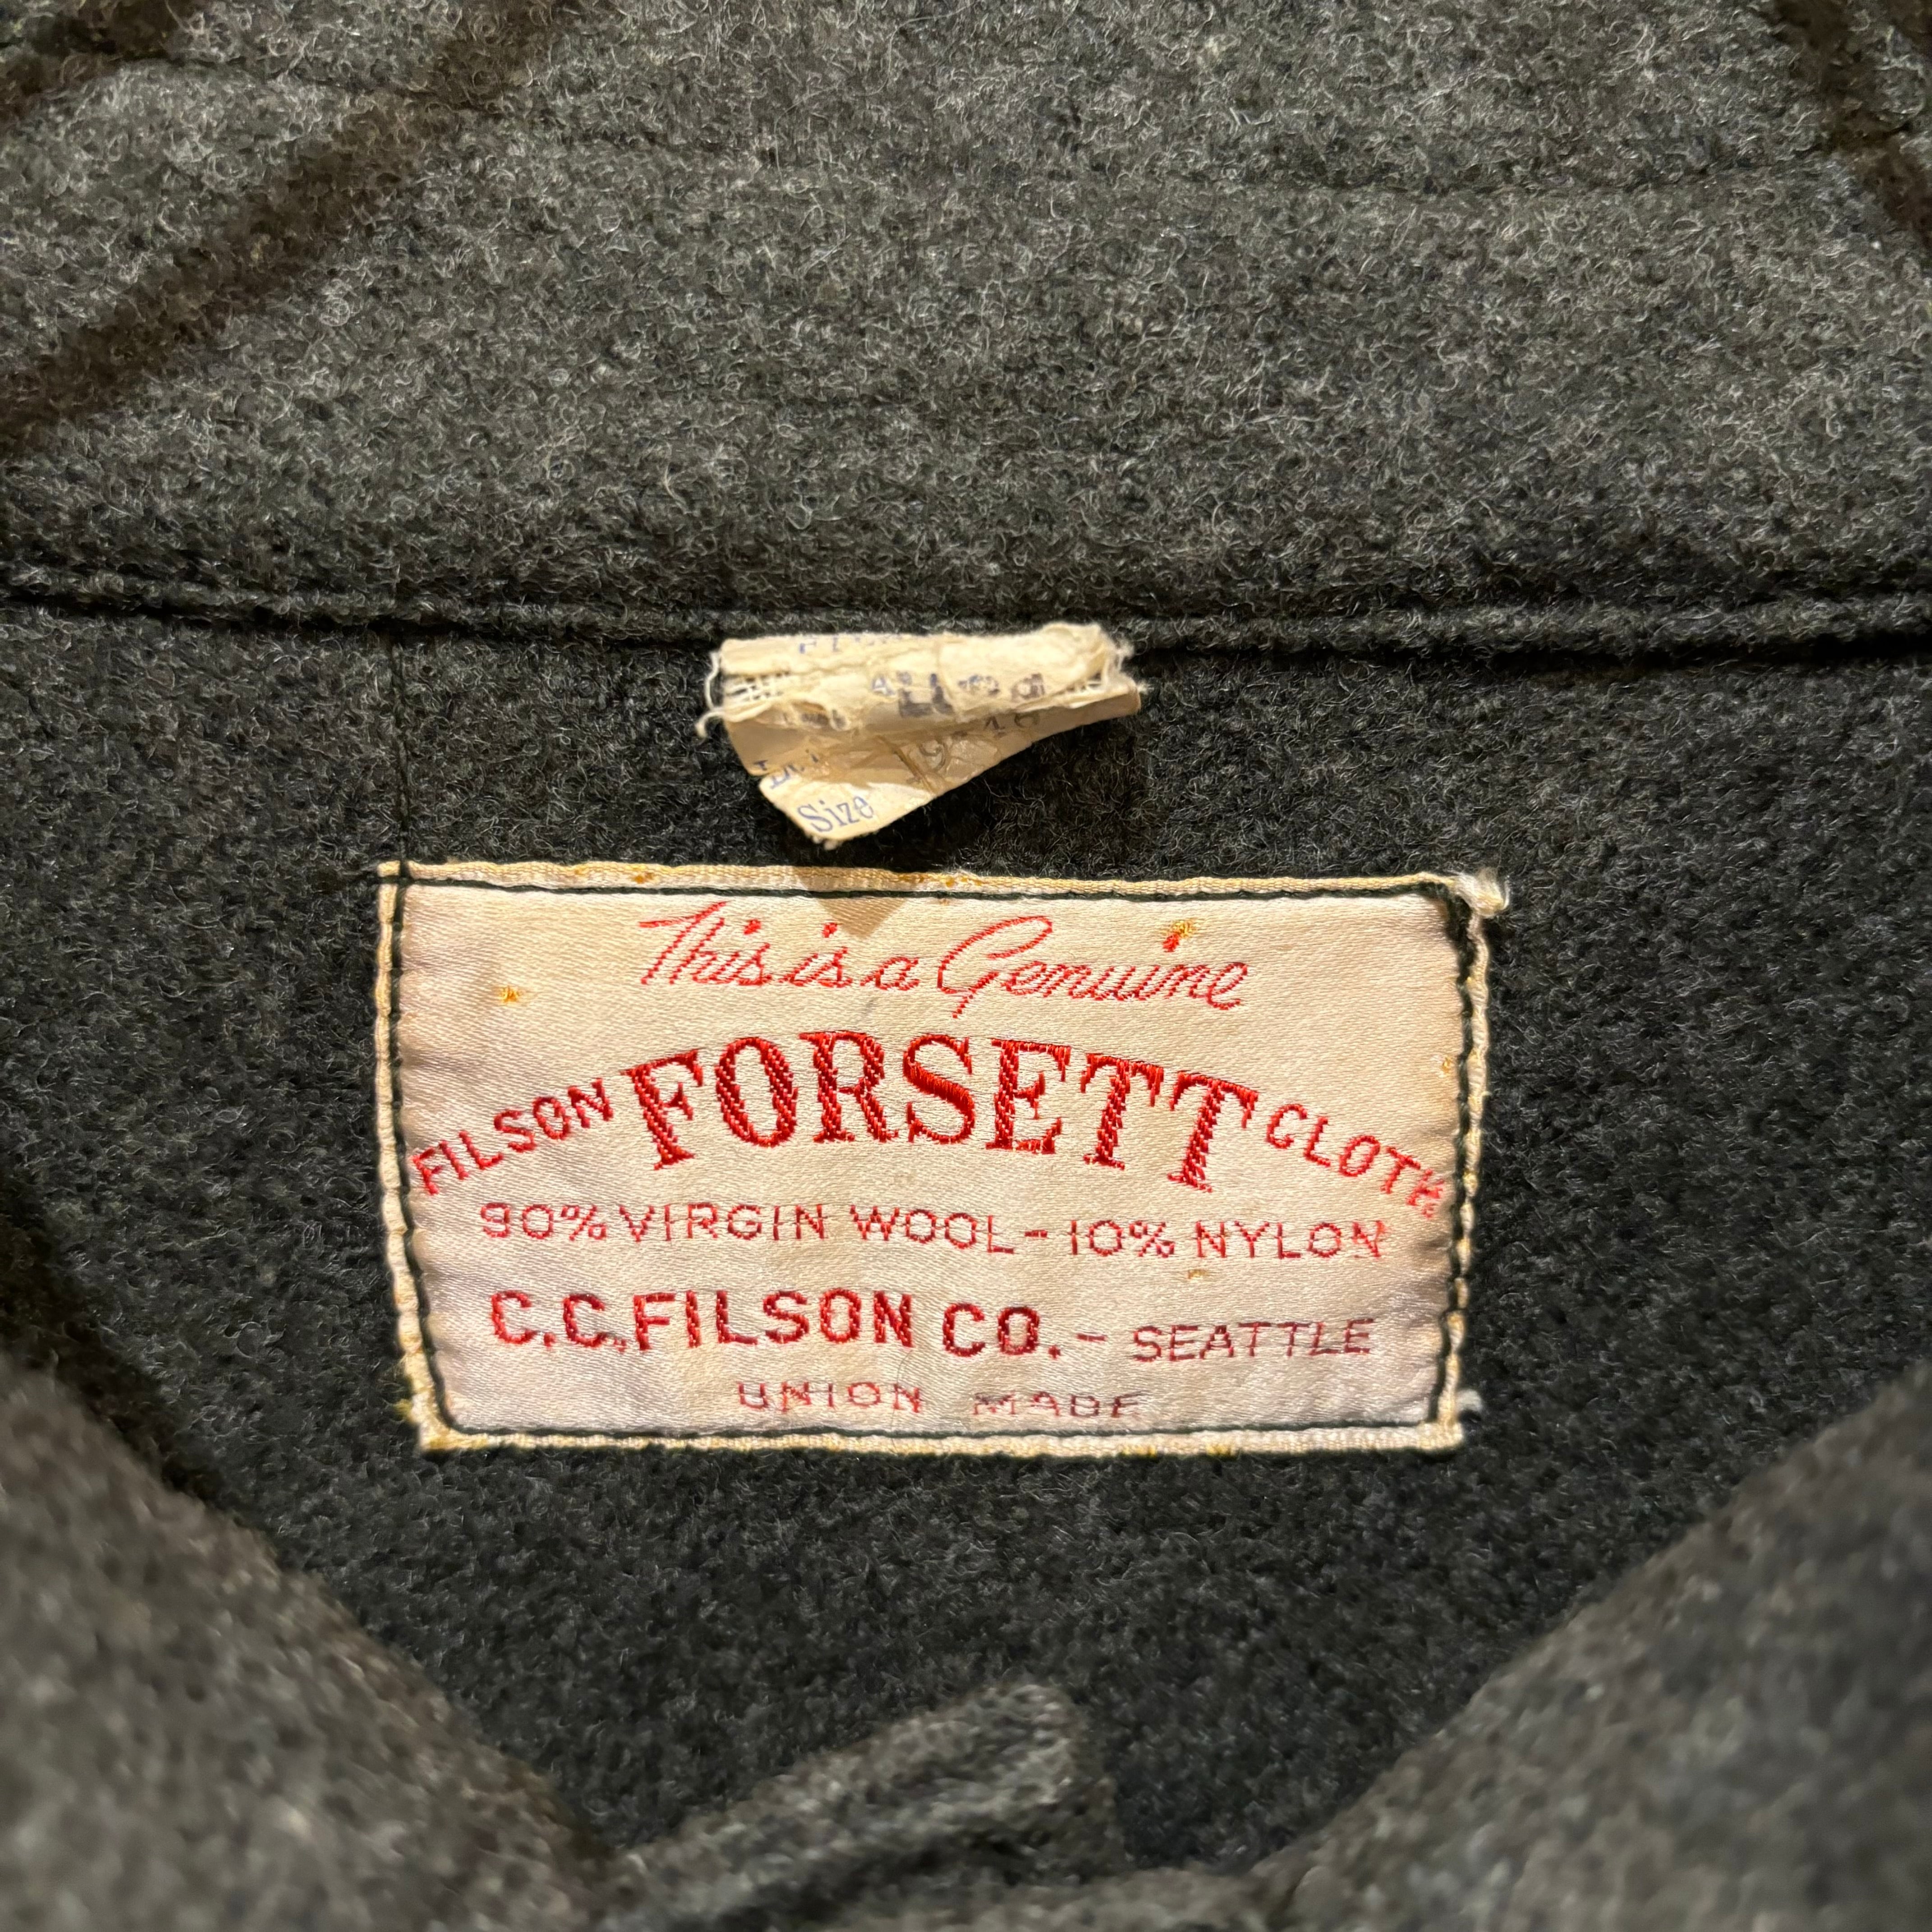 Size
This is a Genuine
FILSON FORSETT CLOTH
90% VIRGIN WOOL-10% NYLON
C.C.FILSON CO.- SEATTLE
UNION MADE